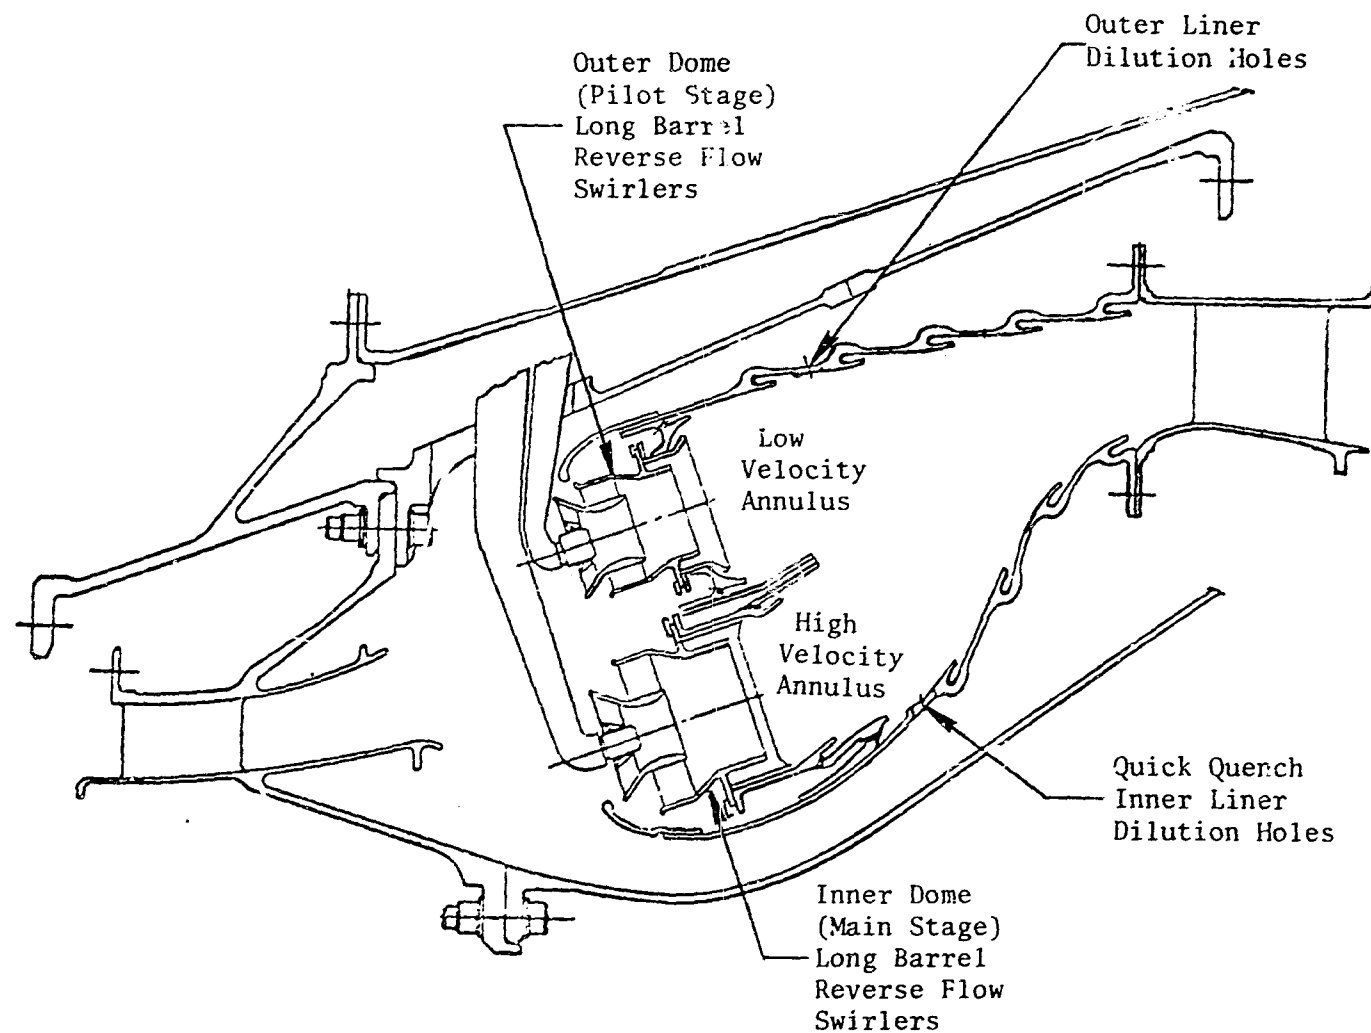 Outer Liner
Dilution Holes
Outer Dome
(Pilot Stage)
Long Barrel
Reverse Flow
Swirlers
Low
Velocity
Annulus
High
Velocity
Annulus
Quick Quench
Inner Liner
Dilution Holes
Inner Dome
(Main Stage)
Long Barrel
Reverse Flow
Swirlers